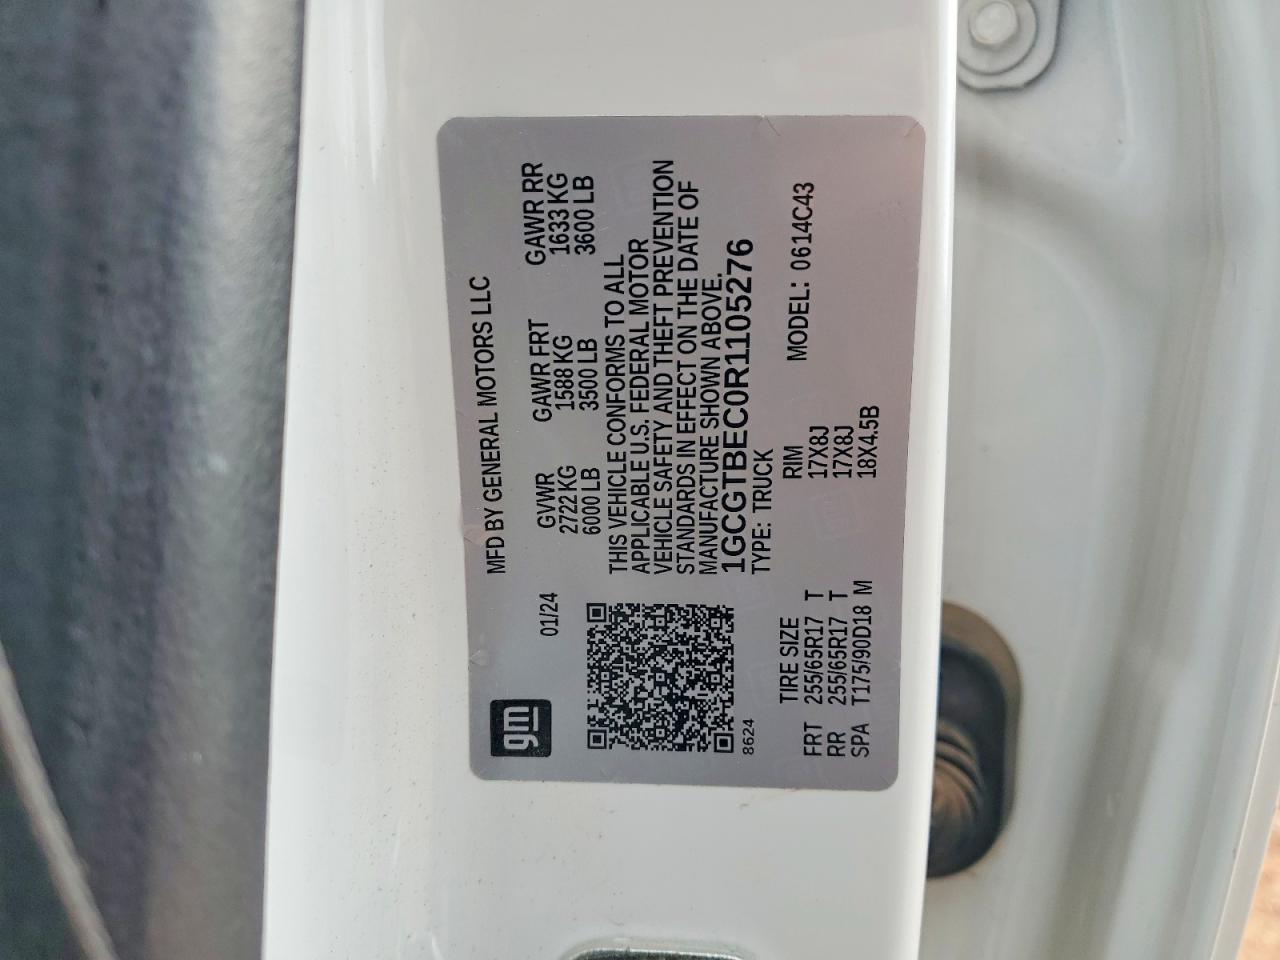 gm
MFD BY GENERAL MOTORS LLC
01/24
GVWR GAWR FRT GAWR RR
2722 KG 1588 KG 1633 KG
6000 LB 3500 LB 3600 LB
THIS VEHICLE CONFORMS TO ALL
APPLICABLE U.S. FEDERAL MOTOR
VEHICLE SAFETY AND THEFT PREVENTION
STANDARDS IN EFFECT ON THE DATE OF
MANUFACTURE SHOWN ABOVE.
1GCGTBEC0R1105276
8624
TYPE: TRUCK
MODEL: 0614C43
TIRE SIZE RIM
FRT 255/65R17 T 17X8J
RR 255/65R17 T 17X8J
SPA T175/90D18 M 18X4.5B